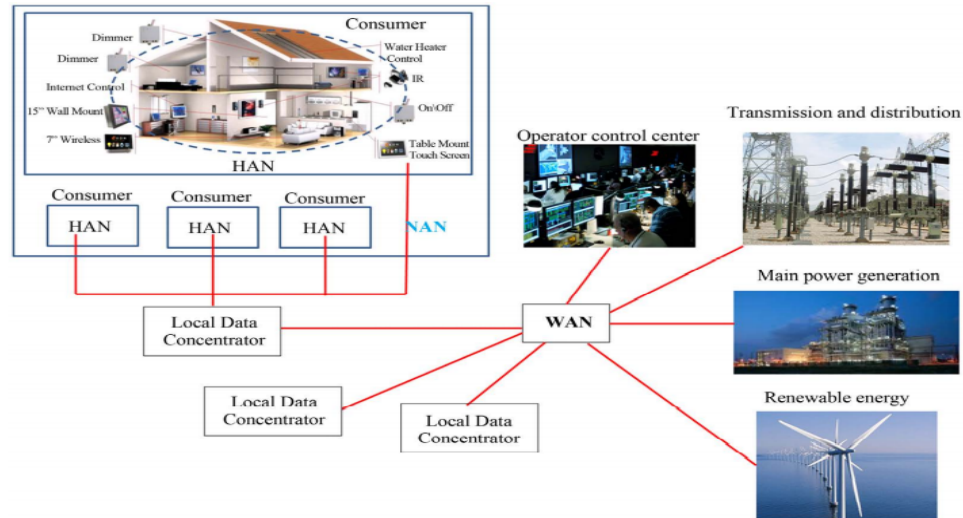 Consumer
Dimmer
Dimmer
Internet Control
15” Wall Mount
7” Wireless
Water Heater
Control
IR
On\Off
Table Mount
Touch Screen
HAN
Consumer
HAN
Consumer
HAN
Consumer
HAN
NAN
Local Data
Concentrator
Local Data
Concentrator
Local Data
Concentrator
WAN
Operator control center
Transmission and distribution
Main power generation
Renewable energy